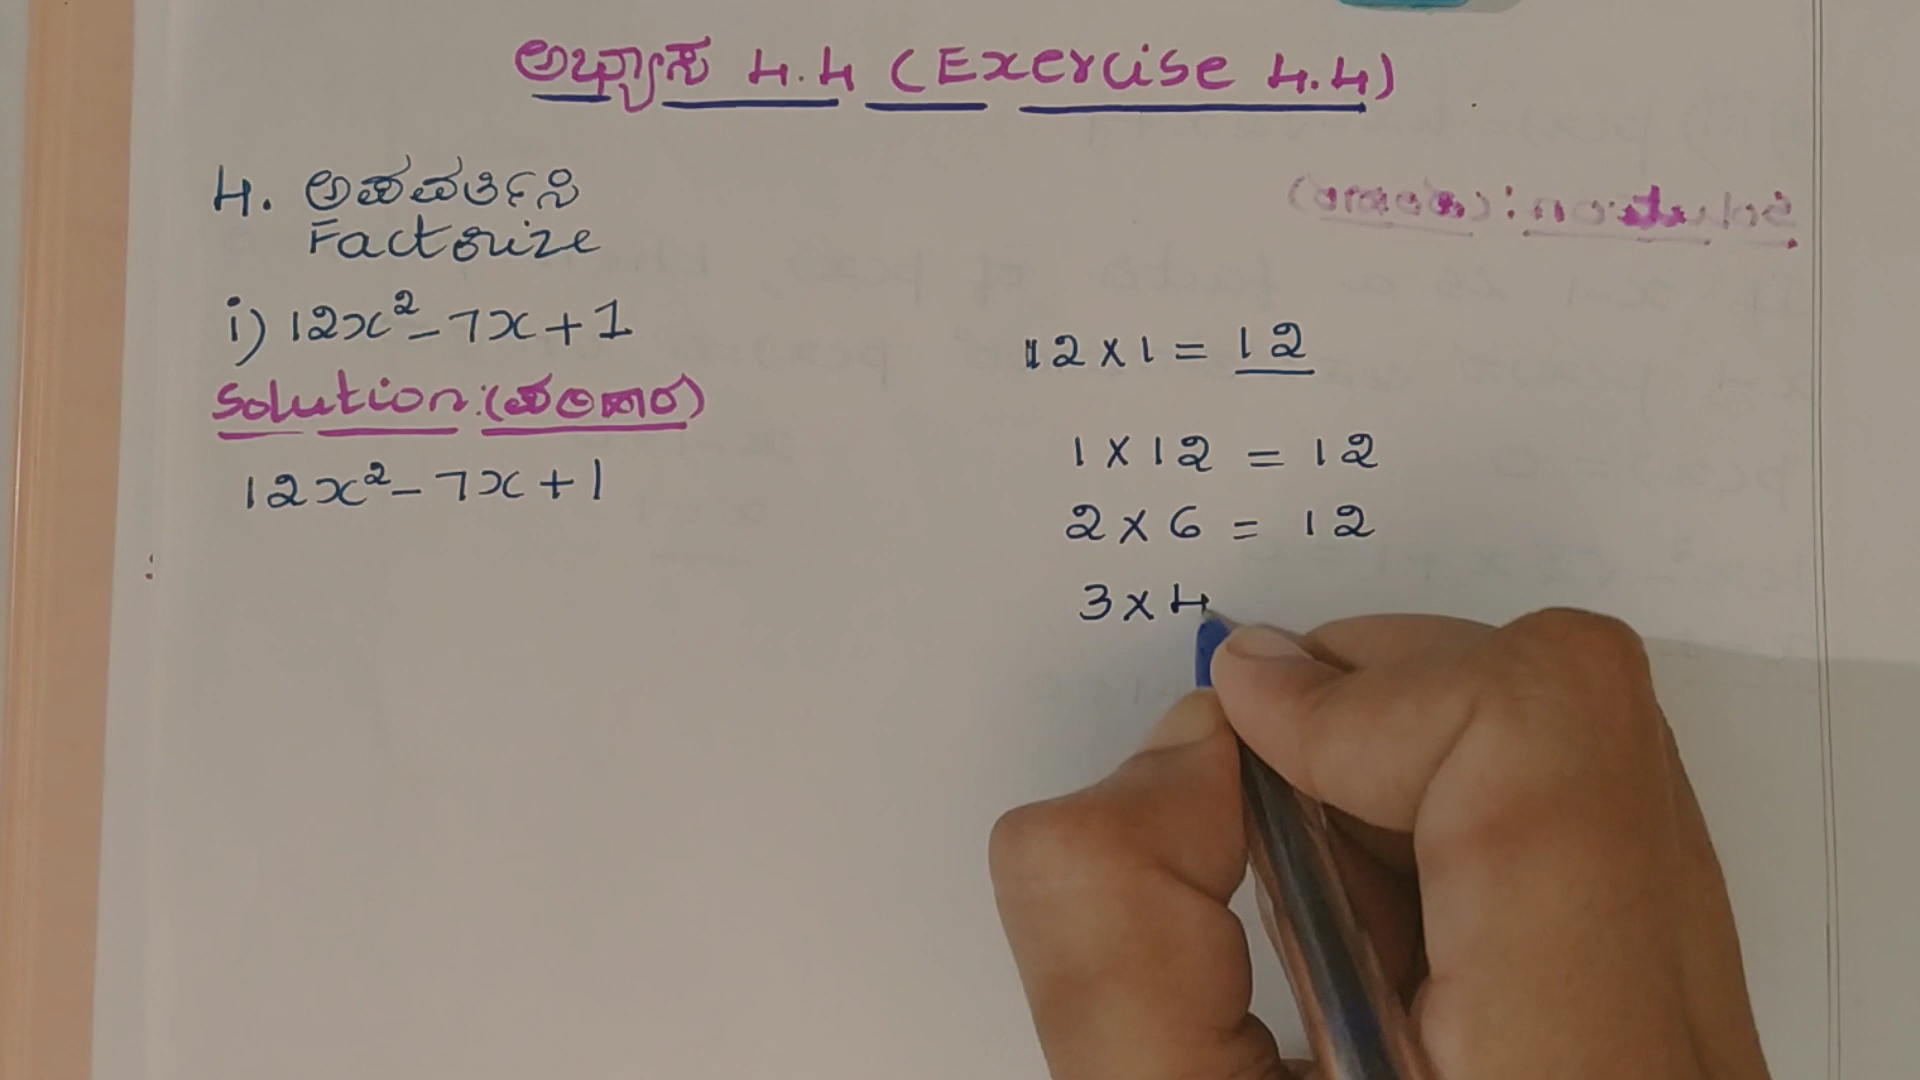 ಅಭ್ಯಾಸ 4.4 (Exercise 4.4)
4. ಅಪವರ್ತಿಸಿ
Factorize
i) 12x² - 7x + 1
Solution: (ಪರಿಹಾರ)
12x² - 7x + 1
12 x 1 = 12
1 x 12 = 12
2 x 6 = 12
3 x 4